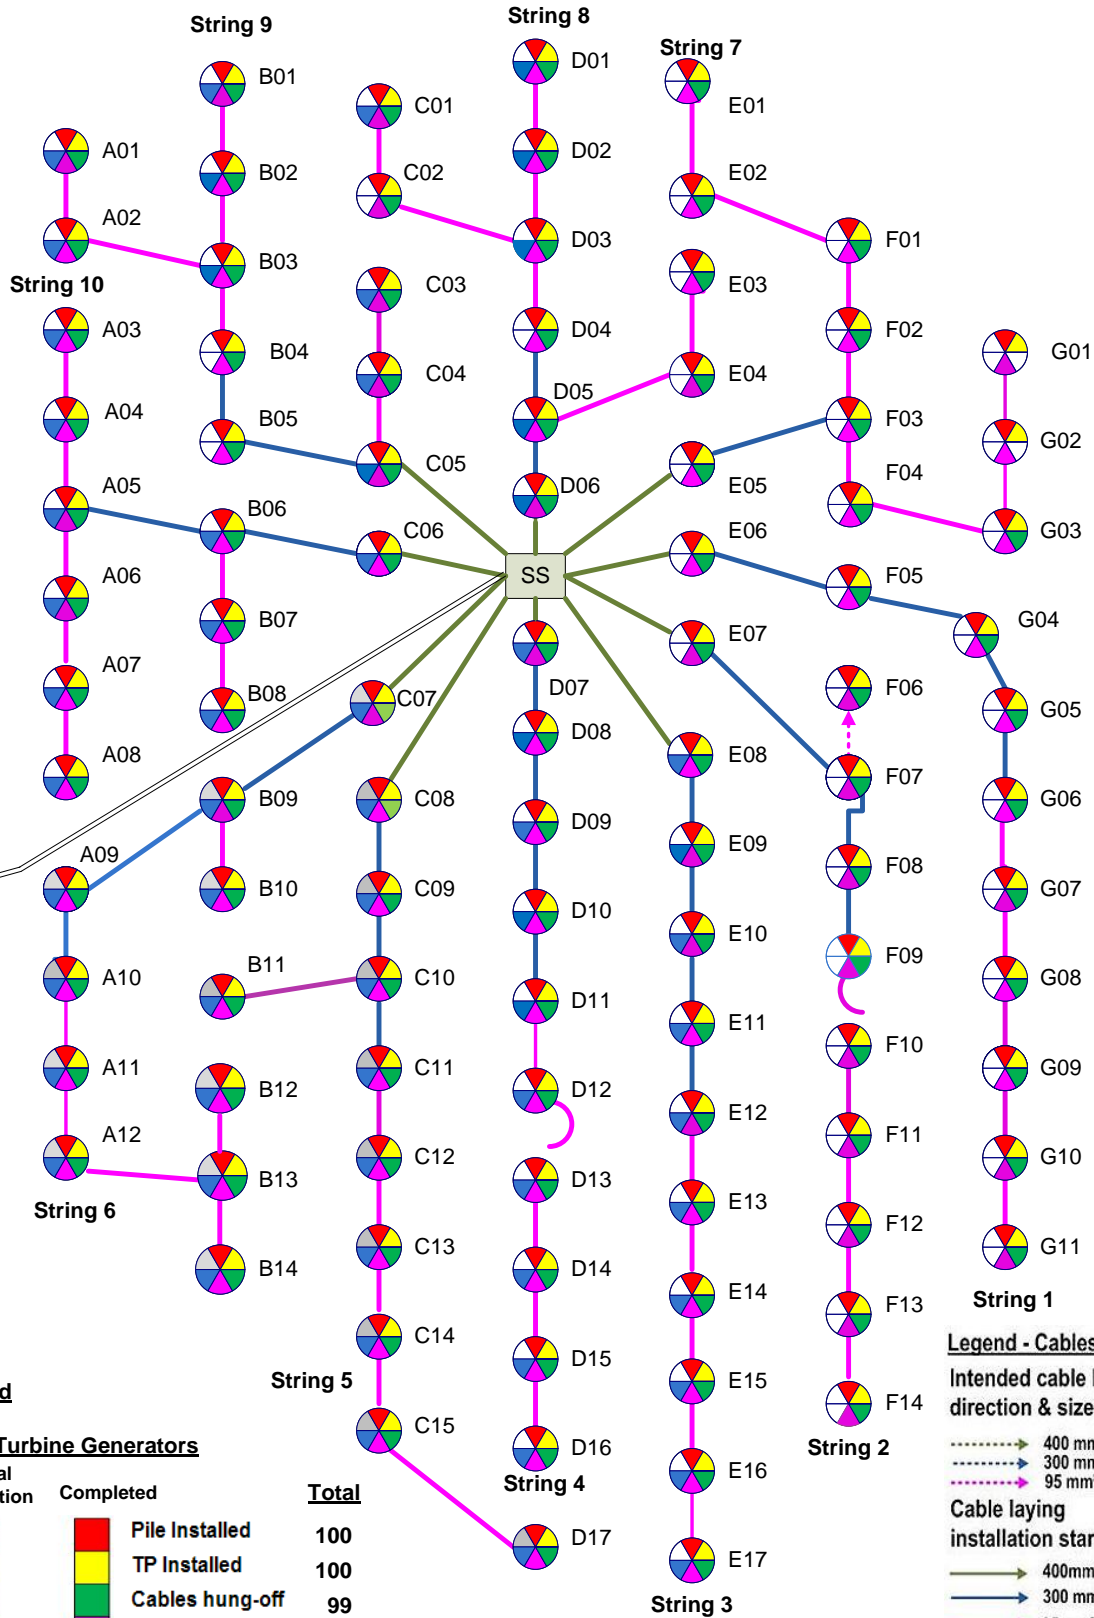 String 8
String 9
String 7
D01
B01
E01
C01
A01
D02
B02
C02
E02
A02
D03
F01
B03
String 10
C03
E03
A03
B04
D04
F02
G01
C04
E04
D05
A04
B05
F03
G02
C05
E05
F04
A05
D06
B06
C06
E06
G03
SS
A06
F05
B07
E07
G04
A07
B08
C07
D07
F06
G05
D08
A08
E08
F07
B09
C08
G06
D09
E09
A09
F08
B10
C09
G07
D10
E10
B11
F09
A10
C10
G08
D11
E11
F10
A11
C11
G09
B12
D12
E12
A12
C12
F11
G10
B13
D13
E13
String 6
C13
F12
G11
B14
D14
E14
String 1
F13
C14
D15
Legend - Cables
String 5
E15
Intended cable
direction & size
d
C15
F14
Turbine Generators
D16
String 2
400 mm
300 mm
95 mm
al
tion
Completed
Total
String 4
E16
Cable laying
installation star
Pile Installed 100
D17
TP Installed 100
E17
400mm
Cables hung-off 99
String 3
300 mm